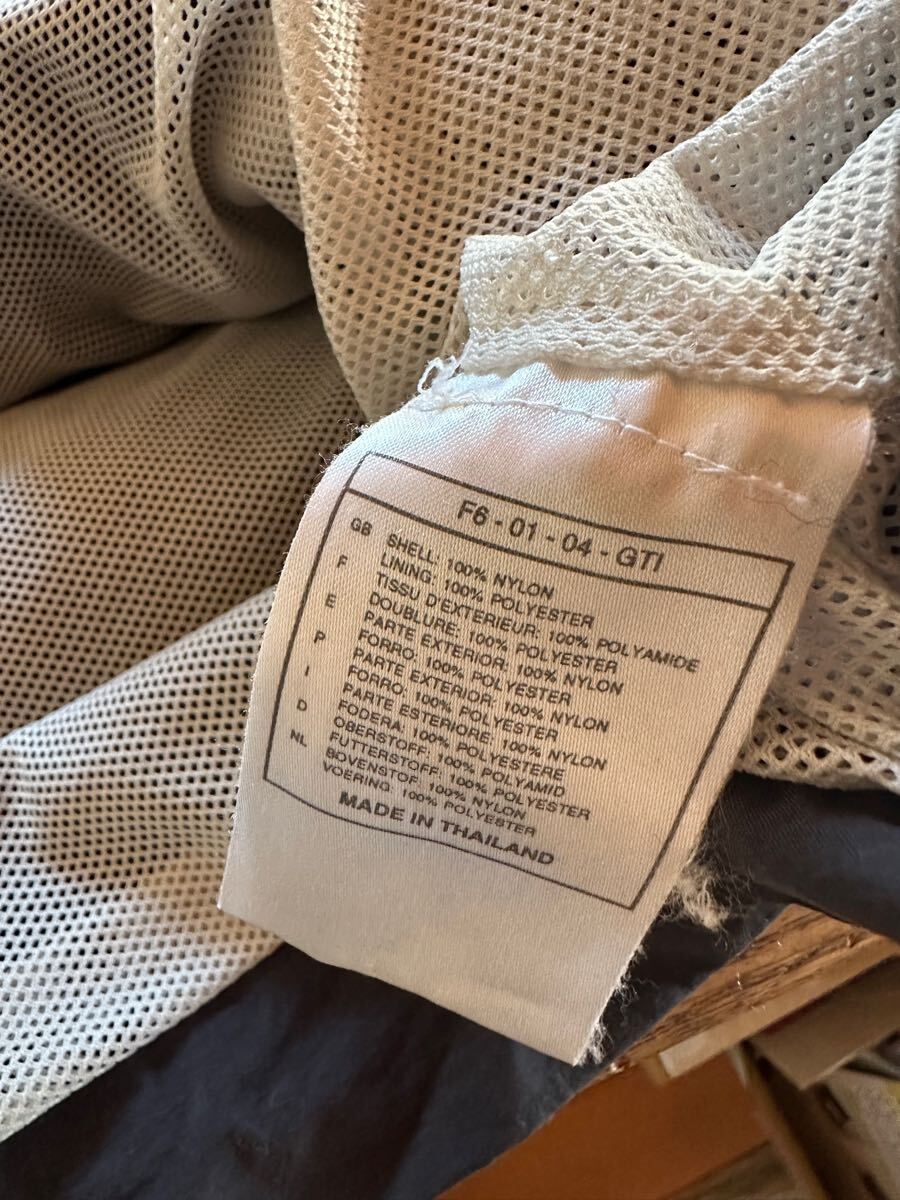 F6 - 01 - 04 - GTI
GB SHELL: 100% NYLON
LINING: 100% POLYESTER
F TISSU D'EXTERIEUR: 100% POLYAMIDE
DOUBLURE: 100% POLYESTER
E PARTE EXTERIOR: 100% NYLON
FORRO: 100% POLYESTER
P PARTE EXTERIOR: 100% NYLON
FORRO: 100% POLYESTER
I PARTE ESTERIORE: 100% NYLON
FODERA: 100% POLYESTERE
D OBERSTOFF: 100% POLYAMID
FUTTERSTOFF: 100% POLYESTER
NL BOVENSTOF: 100% NYLON
VOERING: 100% POLYESTER
MADE IN THAILAND